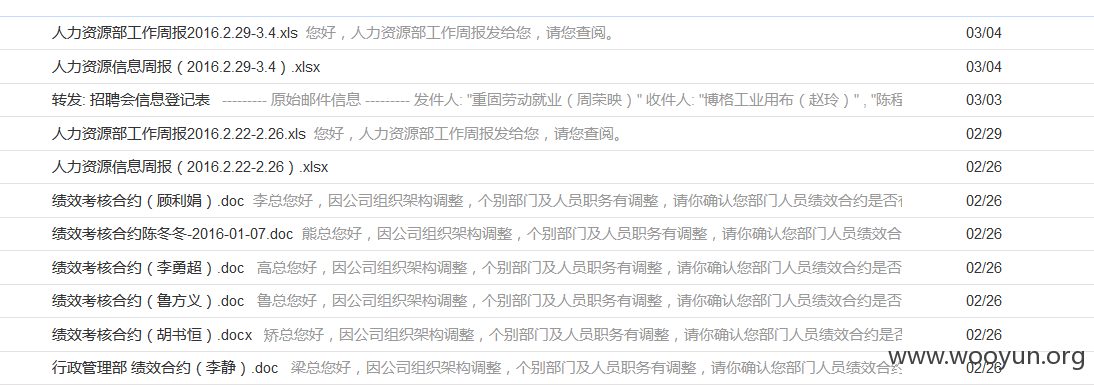 人力资源部工作周报2016.2.29-3.4.xls 您好，人力资源部工作周报发给您，请您查阅。 03/04
人力资源信息周报（2016.2.29-3.4）.xlsx 03/04
转发: 招聘会信息登记表 --------- 原始邮件信息 --------- 发件人: "重固劳动就业（周荣映）" 收件人: "博格工业用布（赵玲）" , "陈程 03/03
人力资源部工作周报2016.2.22-2.26.xls 您好，人力资源部工作周报发给您，请您查阅。 02/29
人力资源信息周报（2016.2.22-2.26）.xlsx 02/26
绩效考核合约（顾利娟）.doc 李总您好，因公司组织架构调整，个别部门及人员职务有调整，请你确认您部门人员绩效合约是否有 02/26
绩效考核合约陈冬冬-2016-01-07.doc 熊总您好，因公司组织架构调整，个别部门及人员职务有调整，请你确认您部门人员绩效合 02/26
绩效考核合约（李勇超）.doc 高总您好，因公司组织架构调整，个别部门及人员职务有调整，请你确认您部门人员绩效合约是否 02/26
绩效考核合约（鲁方义）.doc 鲁总您好，因公司组织架构调整，个别部门及人员职务有调整，请你确认您部门人员绩效合约是否 02/26
绩效考核合约（胡书恒）.docx 矫总您好，因公司组织架构调整，个别部门及人员职务有调整，请你确认您部门人员绩效合约是否 02/26
行政管理部 绩效合约（李静）.doc 梁总您好，因公司组织架构调整，个别部门及人员职务有调整，请你确认您部门人员绩效合约是 02/26
www.wooyun.org